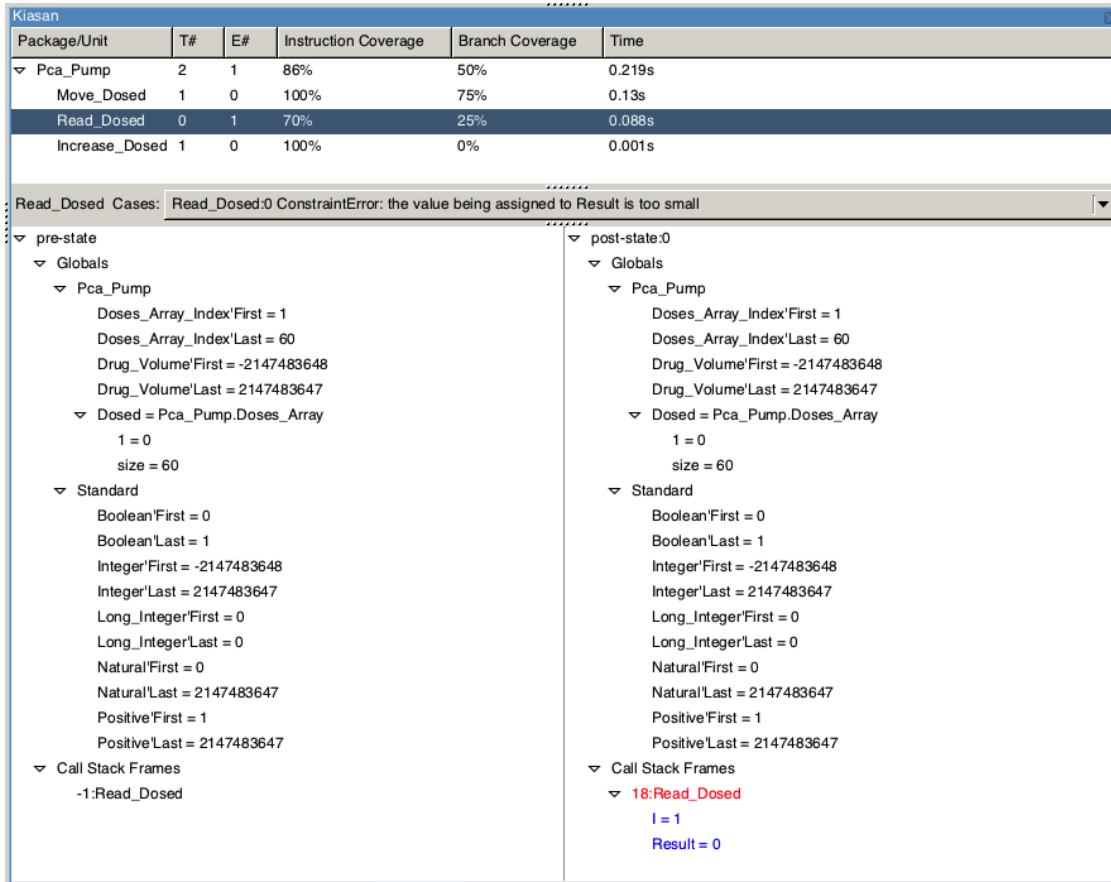 Kiasan
Package/Unit T# E# Instruction Coverage Branch Coverage Time
Pca_Pump 2 1 86% 50% 0.219s
Move_Dosed 1 0 100% 75% 0.13s
Read_Dosed 0 1 70% 25% 0.088s
Increase_Dosed 1 0 100% 0% 0.001s
Read_Dosed Cases: Read_Dosed:0 ConstraintError: the value being assigned to Result is too small
pre-state
Globals
Pca_Pump
Doses_Array_Index'First = 1
Doses_Array_Index'Last = 60
Drug_Volume'First = -2147483648
Drug_Volume'Last = 2147483647
Dosed = Pca_Pump.Doses_Array
1 = 0
size = 60
Standard
Boolean'First = 0
Boolean'Last = 1
Integer'First = -2147483648
Integer'Last = 2147483647
Long_Integer'First = 0
Long_Integer'Last = 0
Natural'First = 0
Natural'Last = 2147483647
Positive'First = 1
Positive'Last = 2147483647
Call Stack Frames
-1:Read_Dosed
post-state:0
Globals
Pca_Pump
Doses_Array_Index'First = 1
Doses_Array_Index'Last = 60
Drug_Volume'First = -2147483648
Drug_Volume'Last = 2147483647
Dosed = Pca_Pump.Doses_Array
1 = 0
size = 60
Standard
Boolean'First = 0
Boolean'Last = 1
Integer'First = -2147483648
Integer'Last = 2147483647
Long_Integer'First = 0
Long_Integer'Last = 0
Natural'First = 0
Natural'Last = 2147483647
Positive'First = 1
Positive'Last = 2147483647
Call Stack Frames
18:Read_Dosed
I = 1
Result = 0